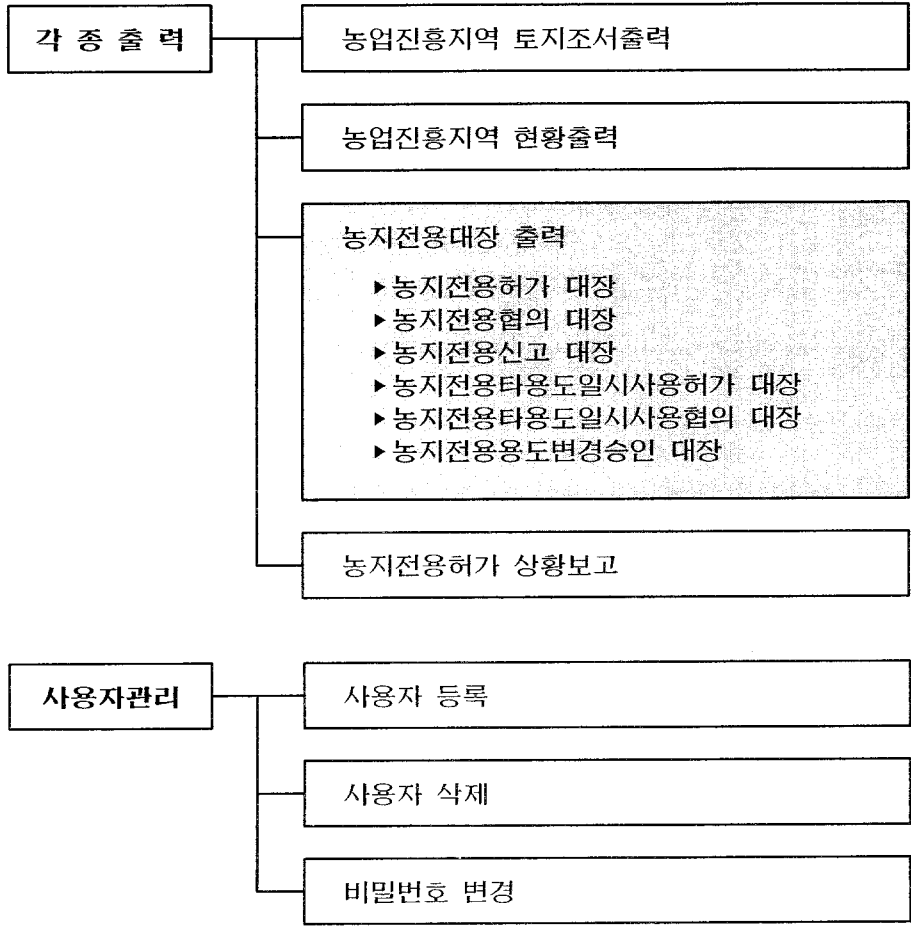 각 종 출 력
농업진흥지역 토지조서출력
농업진흥지역 현황출력
농지전용대장 출력
▶농지전용허가 대장
▶농지전용협의 대장
▶농지전용신고 대장
▶농지전용타용도일시사용허가 대장
▶농지전용타용도일시사용협의 대장
▶농지전용용도변경승인 대장
농지전용허가 상황보고
사용자관리
사용자 등록
사용자 삭제
비밀번호 변경